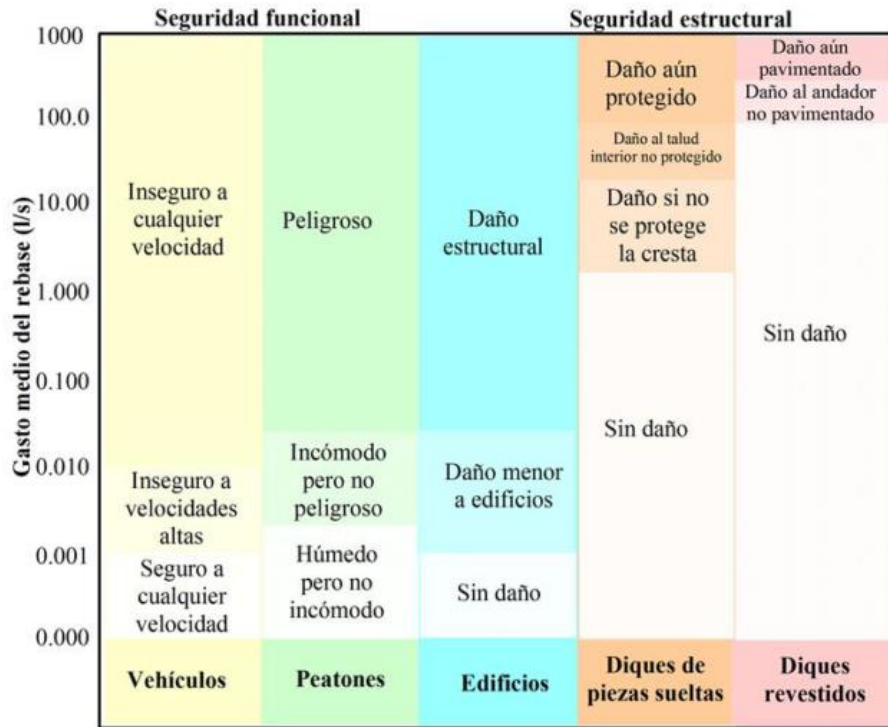 Seguridad funcional
Seguridad estructural
Gasto medio del rebase (l/s)
1000
100.0
10.00
1.000
0.100
0.010
0.001
0.000
Inseguro a
cualquier
velocidad
Inseguro a
velocidades
altas
Seguro a
cualquier
velocidad
Vehículos
Peligroso
Incómodo
pero no
peligroso
Húmedo
pero no
incómodo
Peatones
Daño
estructural
Daño menor
a edificios
Sin daño
Edificios
Daño aún
protegido
Daño al talud
interior no protegido
Daño si no
se protege
la cresta
Sin daño
Diques de
piezas sueltas
Daño aún
pavimentado
Daño al andador
no pavimentado
Sin daño
Diques
revestidos